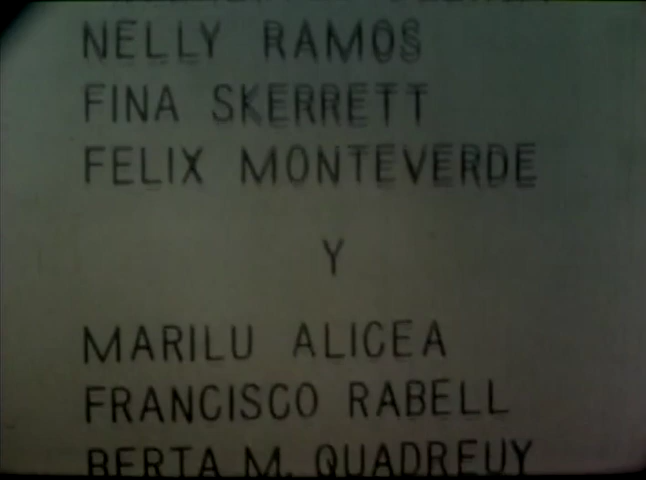 NELLY RAMOS
FINA SKERRETT
FELIX MONTEVERDE
Y
MARILU ALICEA
FRANCISCO RABELL
BERTA M. QUADREUY